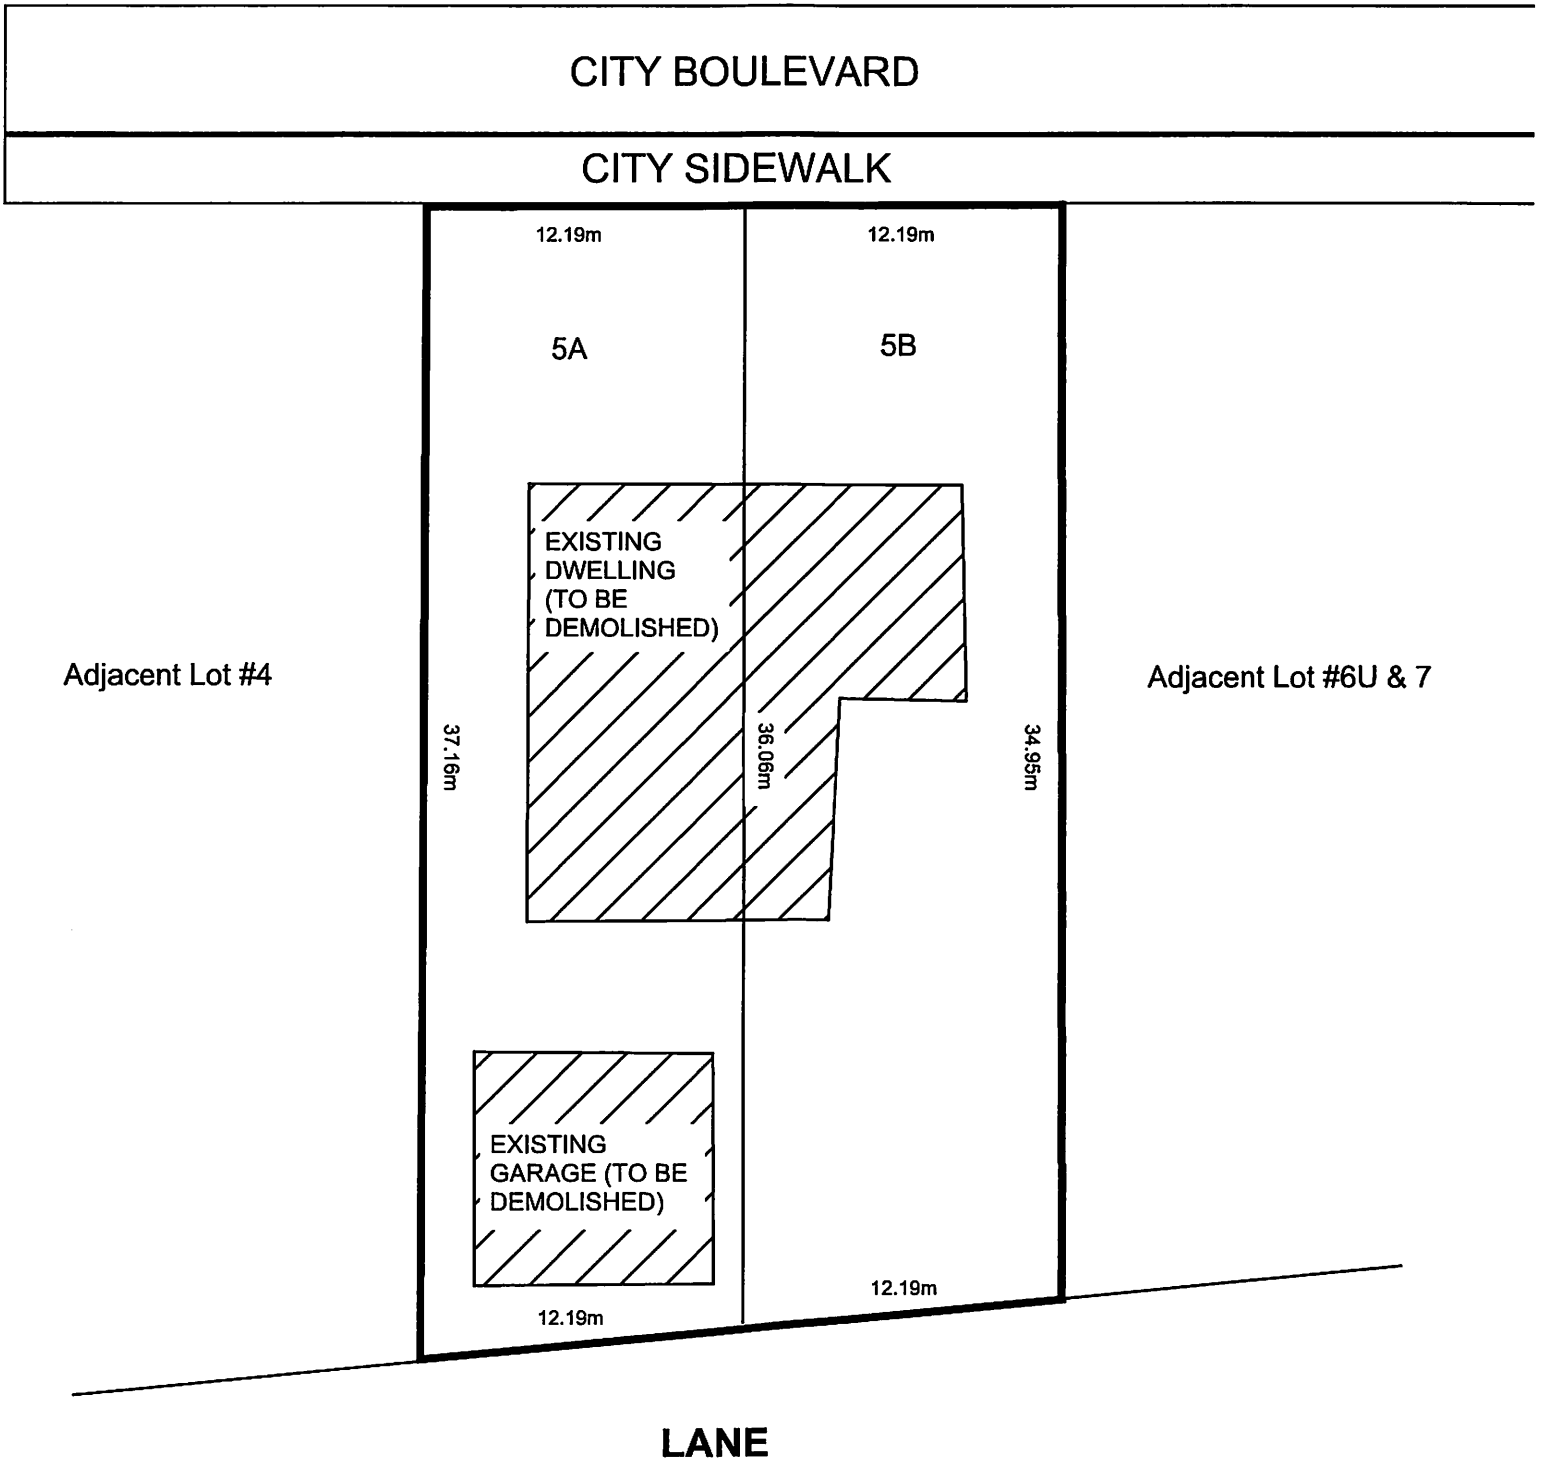 CITY BOULEVARD
CITY SIDEWALK
12.19m
12.19m
5A
5B
EXISTING
DWELLING
(TO BE
DEMOLISHED)
Adjacent Lot #4
Adjacent Lot #6U & 7
37.16m
36.06m
34.95m
EXISTING
GARAGE (TO BE
DEMOLISHED)
12.19m
12.19m
LANE